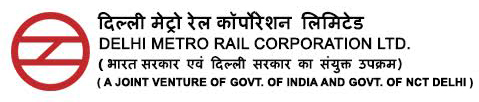 दिल्ली मेट्रो रेल कॉर्पोरेशन लिमिटेड
DELHI METRO RAIL CORPORATION LTD.
( भारत सरकार एवं दिल्ली सरकार का संयुक्त उपक्रम)
( A JOINT VENTURE OF GOVT. OF INDIA AND GOVT. OF NCT DELHI )